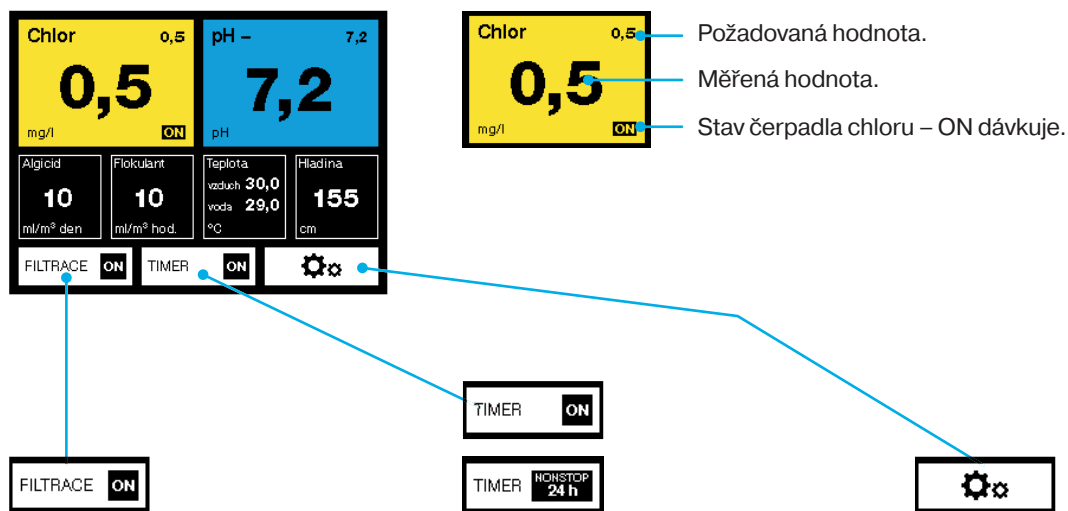 Chlor 0,5
0,5
mg/l ON
pH – 7,2
7,2
pH
Algicid
10
ml/m³ den
Flokulant
10
ml/m³ hod.
Teplota
vzduch 30,0
voda 29,0
°C
Hladina
155
cm
FILTRACE ON
TIMER ON
Chlor 0,5
0,5
mg/l ON
Požadovaná hodnota.
Měřená hodnota.
Stav čerpadla chloru – ON dávkuje.
TIMER ON
FILTRACE ON
TIMER NONSTOP
24 h